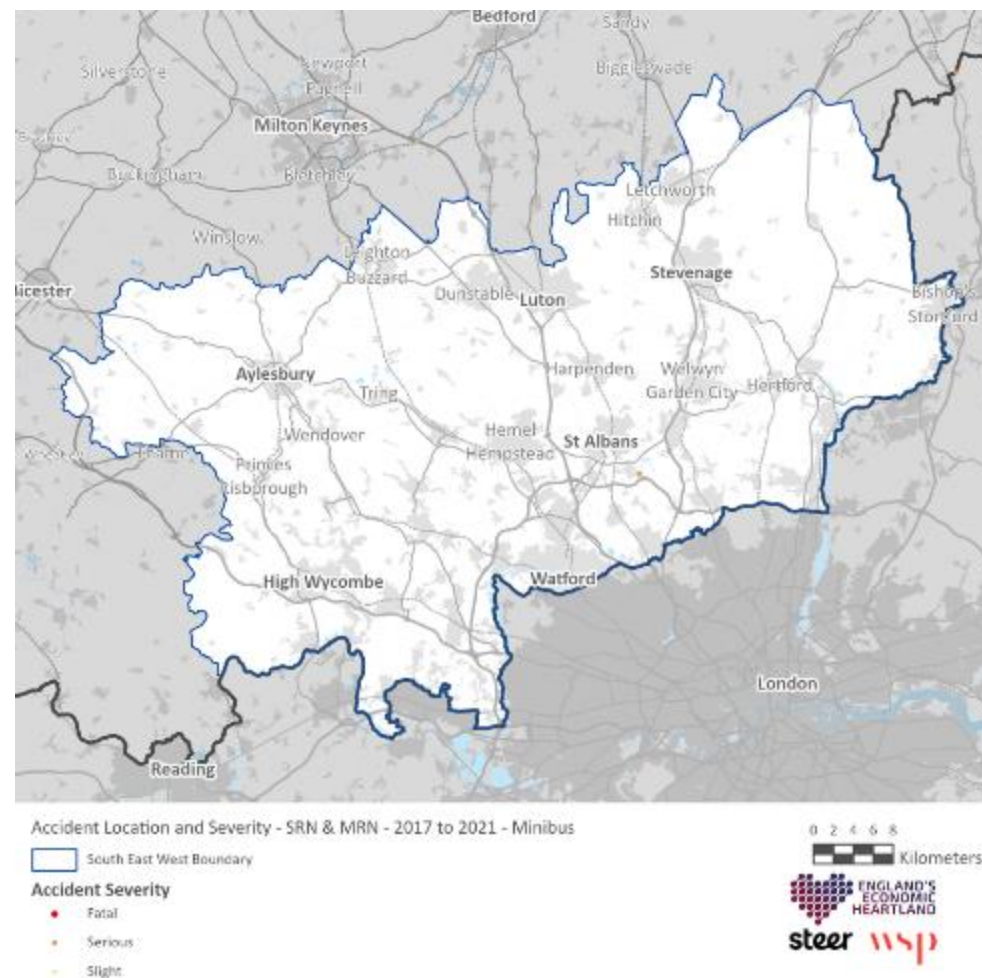 Bedford
Sandy
Silverstone
Newport
Pagnell
Biggleswade
Milton Keynes
Buckingham
Bletchley
Letchworth
Hitchin
Winslow
Leighton
Buzzard
Stevenage
Bicester
Dunstable
Luton
Bishop's
Stortford
Aylesbury
Tring
Harpenden
Welwyn
Garden City
Hertford
Wendover
Hemel
Hempstead
St Albans
Thame
Princes
Risborough
High Wycombe
Watford
London
Reading
Accident Location and Severity - SRN & MRN - 2017 to 2021 - Minibus
South East West Boundary
Accident Severity
Fatal
Serious
Slight
0 2 4 6 8
Kilometers
ENGLAND'S
ECONOMIC
HEARTLAND
steer wsp